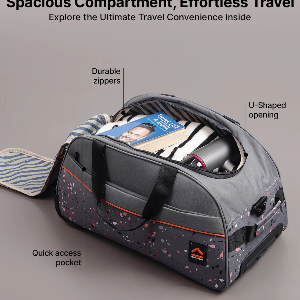 Spacious Compartment, Effortless Travel
Explore the Ultimate Travel Convenience Inside
Durable
zippers
U-Shaped
opening
Quick access
pocket